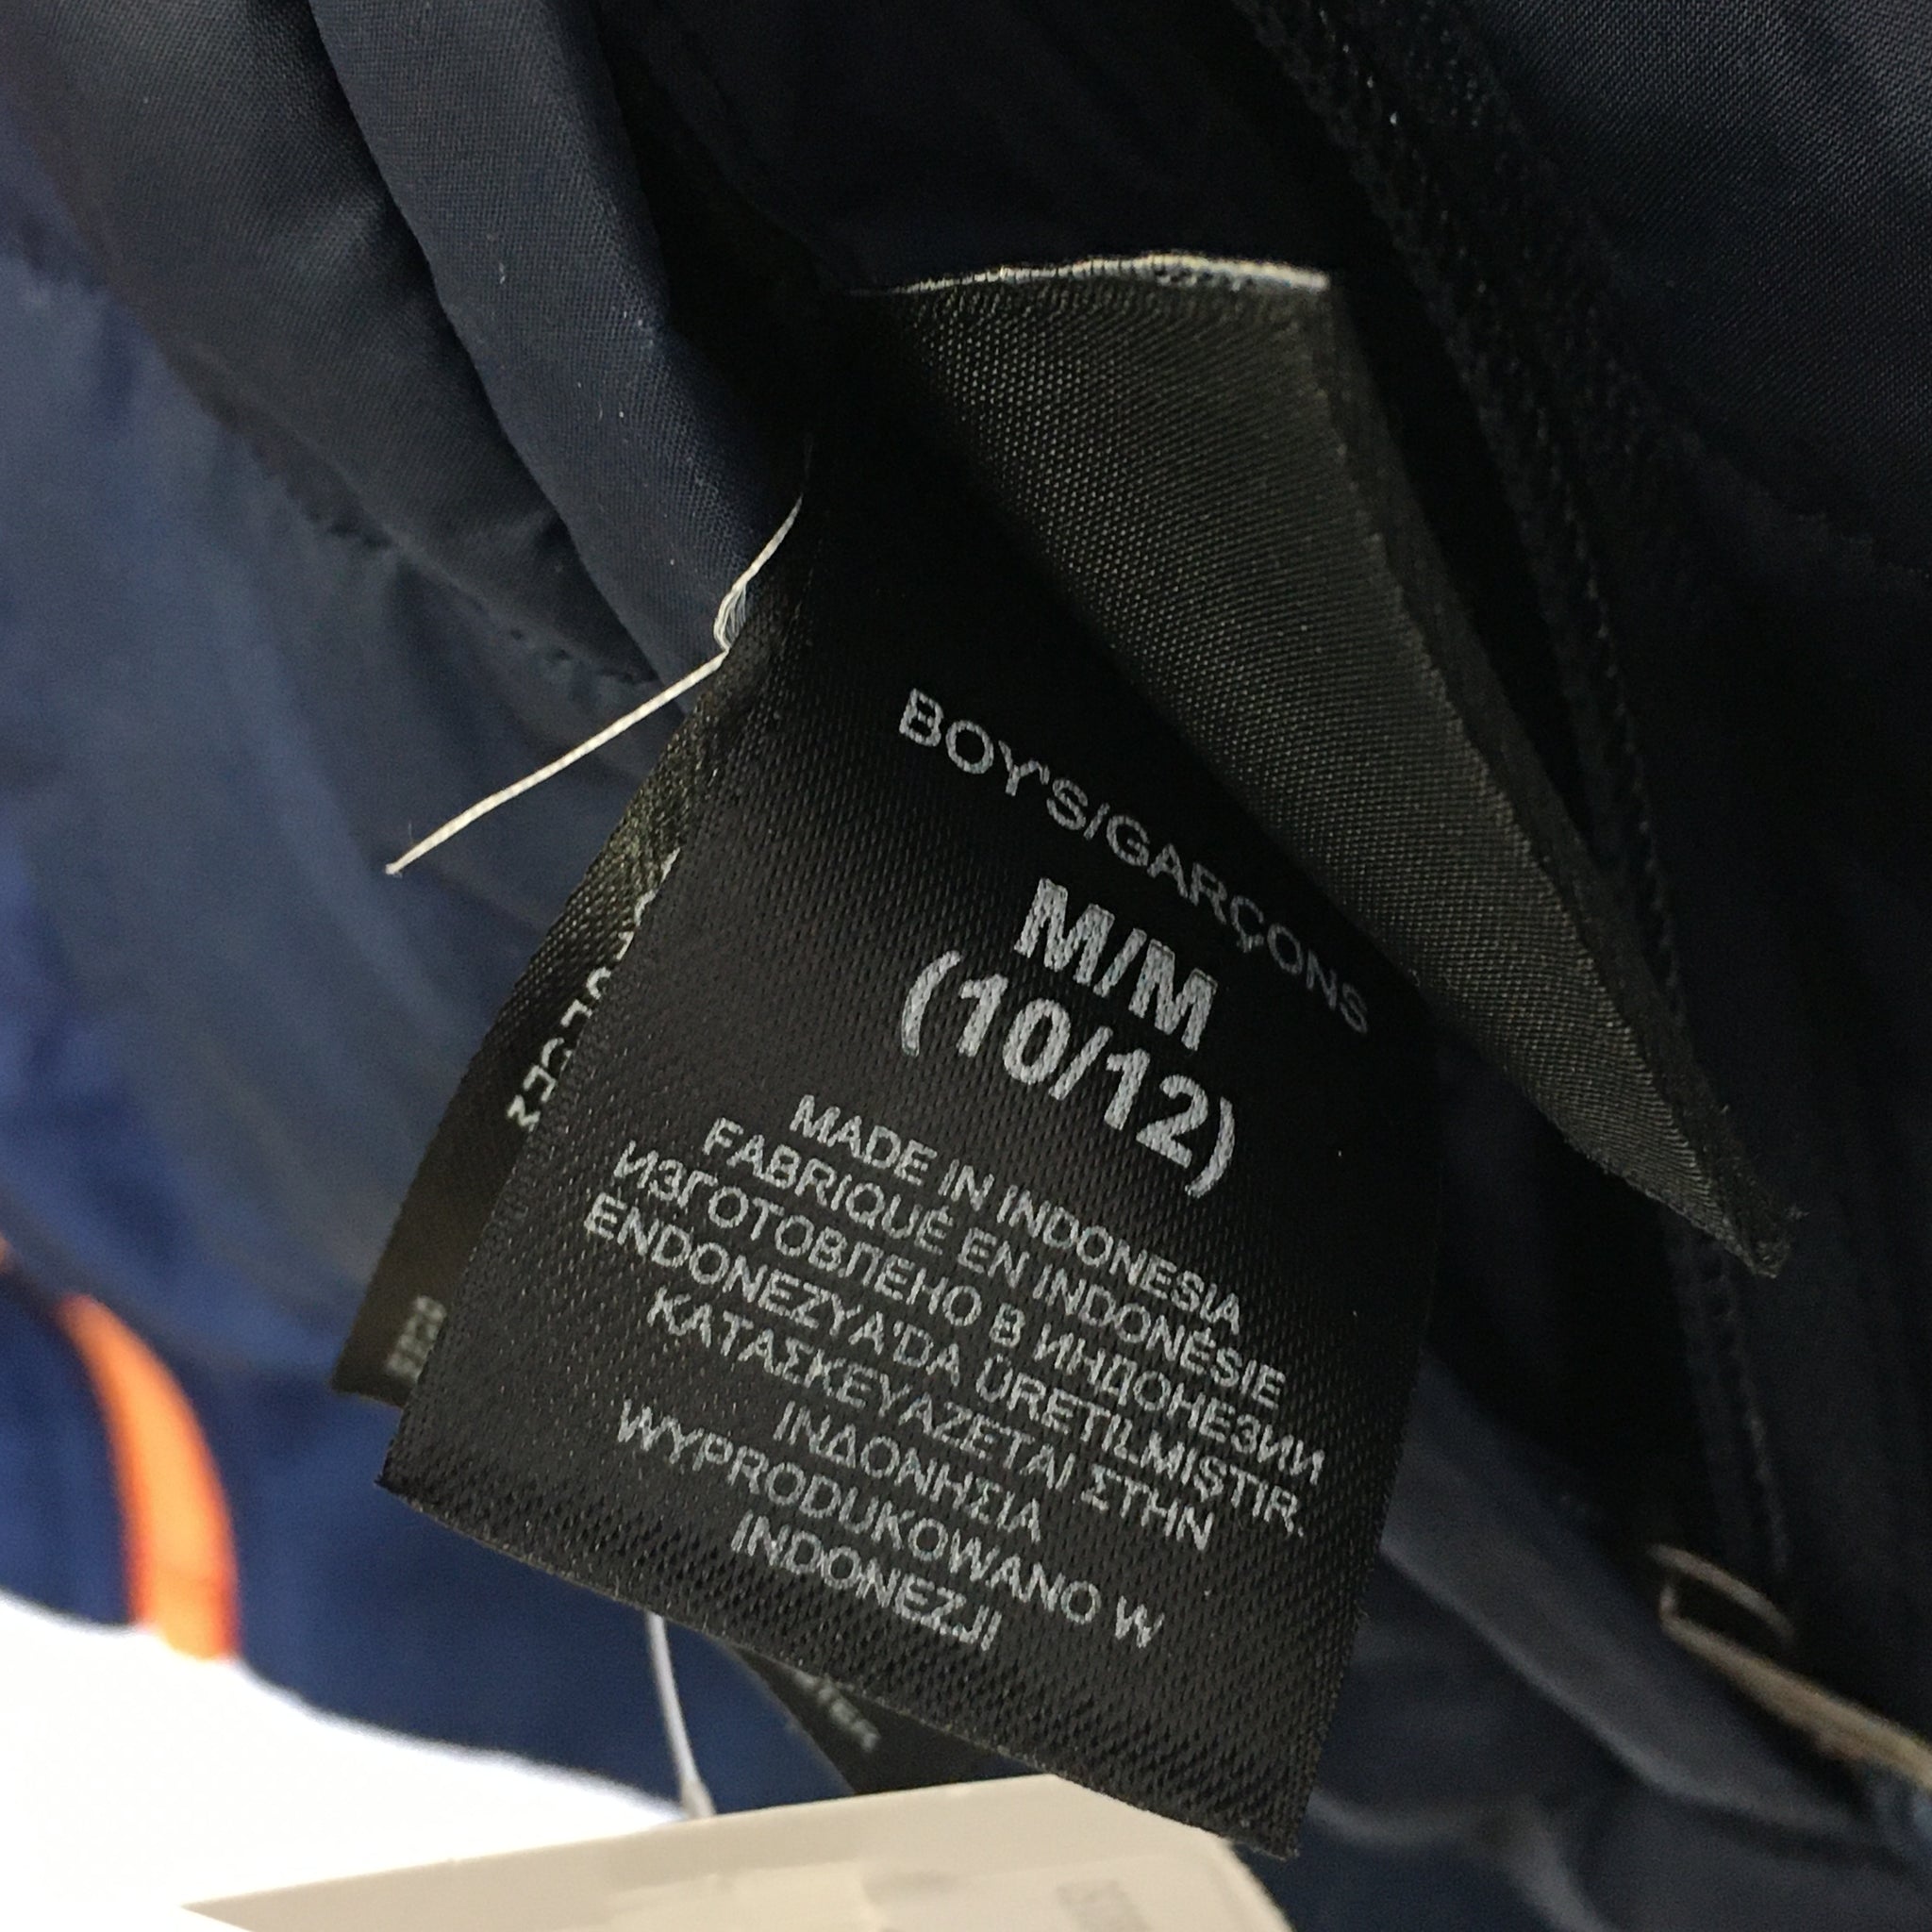 BOY'S/GARÇONS
M/M
(10/12)
MADE IN INDONESIA
FABRIQUÉ EN INDONÉSIE
ИЗГОТОВЛЕНО В ИНДОНЕЗИИ
ENDONEZYA'DA ÜRETILMIŞTIR.
ΚΑΤΑΣΚΕΥΑΖΕΤΑΙ ΣΤΗΝ
ΙΝΔΟΝΗΣΙΑ
WYPRODUKOWANO W
INDONEZJI